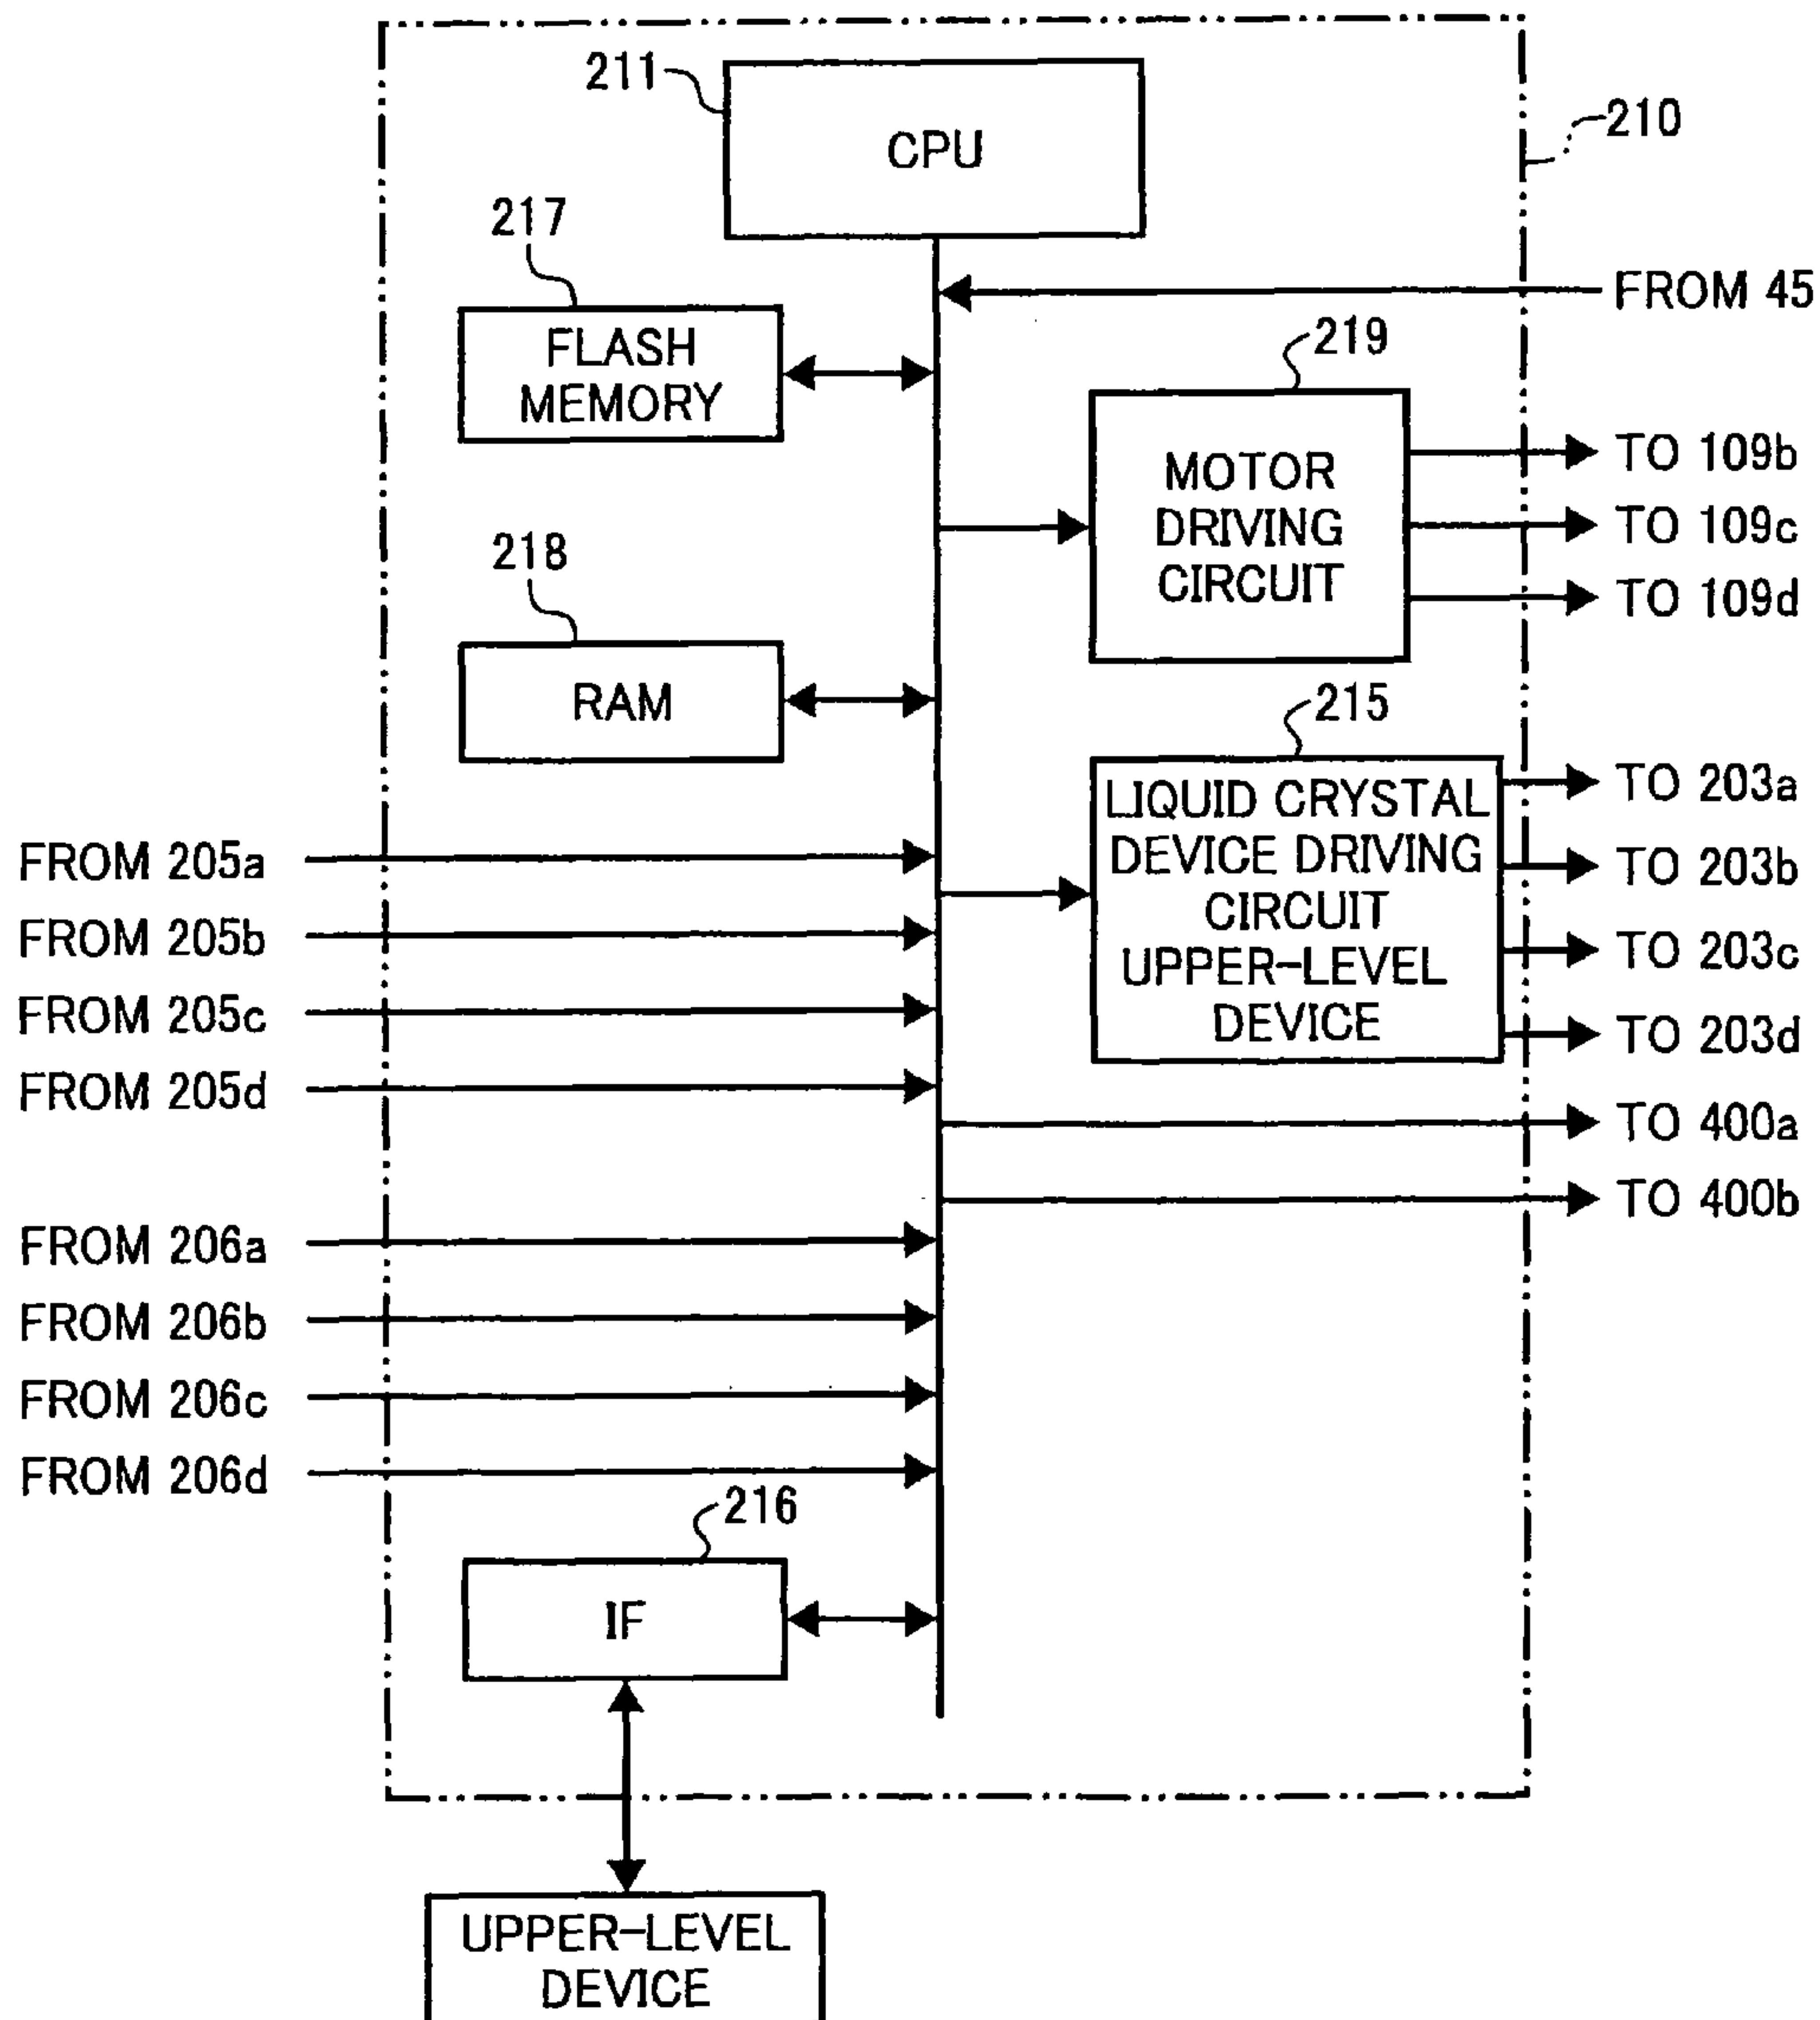 211
CPU
210
217
FLASH
MEMORY
FROM 45
219
MOTOR
DRIVING
CIRCUIT
TO 109b
TO 109c
TO 109d
218
RAM
215
LIQUID CRYSTAL
DEVICE DRIVING
CIRCUIT
UPPER-LEVEL
DEVICE
TO 203a
TO 203b
TO 203c
TO 203d
FROM 205a
FROM 205b
FROM 205c
FROM 205d
TO 400a
TO 400b
FROM 206a
FROM 206b
FROM 206c
FROM 206d
216
IF
UPPER-LEVEL
DEVICE